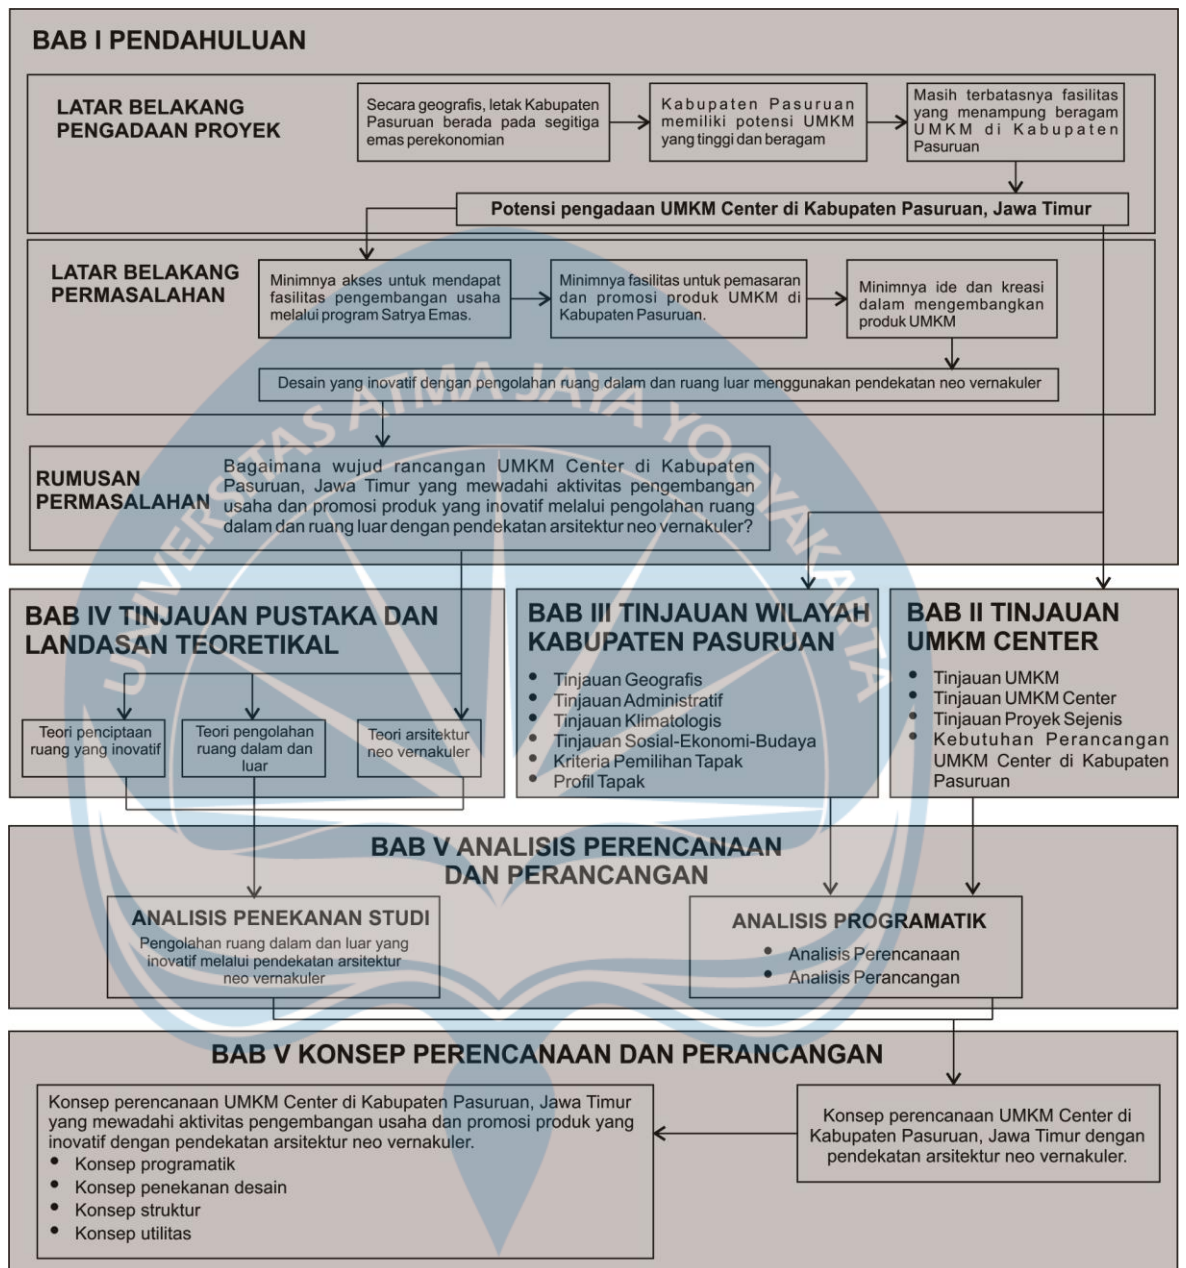 BAB I PENDAHULUAN
LATAR BELAKANG
PENGADAAN PROYEK
Secara geografis, letak Kabupaten
Pasuruan berada pada segitiga
emas perekonomian
Kabupaten Pasuruan
memiliki potensi UMKM
yang tinggi dan beragam
Masih terbatasnya fasilitas
yang menampung beragam
UMKM di Kabupaten
Pasuruan
Potensi pengadaan UMKM Center di Kabupaten Pasuruan, Jawa Timur
LATAR BELAKANG
PERMASALAHAN
Minimnya akses untuk mendapat
fasilitas pengembangan usaha
melalui program Satrya Emas.
Minimnya fasilitas untuk pemasaran
dan promosi produk UMKM di
Kabupaten Pasuruan.
Minimnya ide dan kreasi
dalam mengembangkan
produk UMKM
Desain yang inovatif dengan pengolahan ruang dalam dan ruang luar menggunakan pendekatan neo vernakuler
RUMUSAN
PERMASALAHAN
Bagaimana wujud rancangan UMKM Center di Kabupaten
Pasuruan, Jawa Timur yang mewadahi aktivitas pengembangan
usaha dan promosi produk yang inovatif melalui pengolahan ruang
dalam dan ruang luar dengan pendekatan arsitektur neo vernakuler?
UNIVERSITAS ATMA JAYA YOGYAKARTA
BAB IV TINJAUAN PUSTAKA DAN
LANDASAN TEORETIKAL
Teori penciptaan
ruang yang inovatif
Teori pengolahan
ruang dalam dan
luar
Teori arsitektur
neo vernakuler
BAB III TINJAUAN WILAYAH
KABUPATEN PASURUAN
• Tinjauan Geografis
• Tinjauan Administratif
• Tinjauan Klimatologis
• Tinjauan Sosial-Ekonomi-Budaya
• Kriteria Pemilihan Tapak
• Profil Tapak
BAB II TINJAUAN
UMKM CENTER
• Tinjauan UMKM
• Tinjauan UMKM Center
• Tinjauan Proyek Sejenis
• Kebutuhan Perancangan
UMKM Center di Kabupaten
Pasuruan
BAB V ANALISIS PERENCANAAN
DAN PERANCANGAN
ANALISIS PENEKANAN STUDI
Pengolahan ruang dalam dan luar yang
inovatif melalui pendekatan arsitektur
neo vernakuler
ANALISIS PROGRAMATIK
• Analisis Perencanaan
• Analisis Perancangan
BAB V KONSEP PERENCANAAN DAN PERANCANGAN
Konsep perencanaan UMKM Center di Kabupaten Pasuruan, Jawa Timur
yang mewadahi aktivitas pengembangan usaha dan promosi produk yang
inovatif dengan pendekatan arsitektur neo vernakuler.
• Konsep programatik
• Konsep penekanan desain
• Konsep struktur
• Konsep utilitas
Konsep perencanaan UMKM Center di
Kabupaten Pasuruan, Jawa Timur dengan
pendekatan arsitektur neo vernakuler.